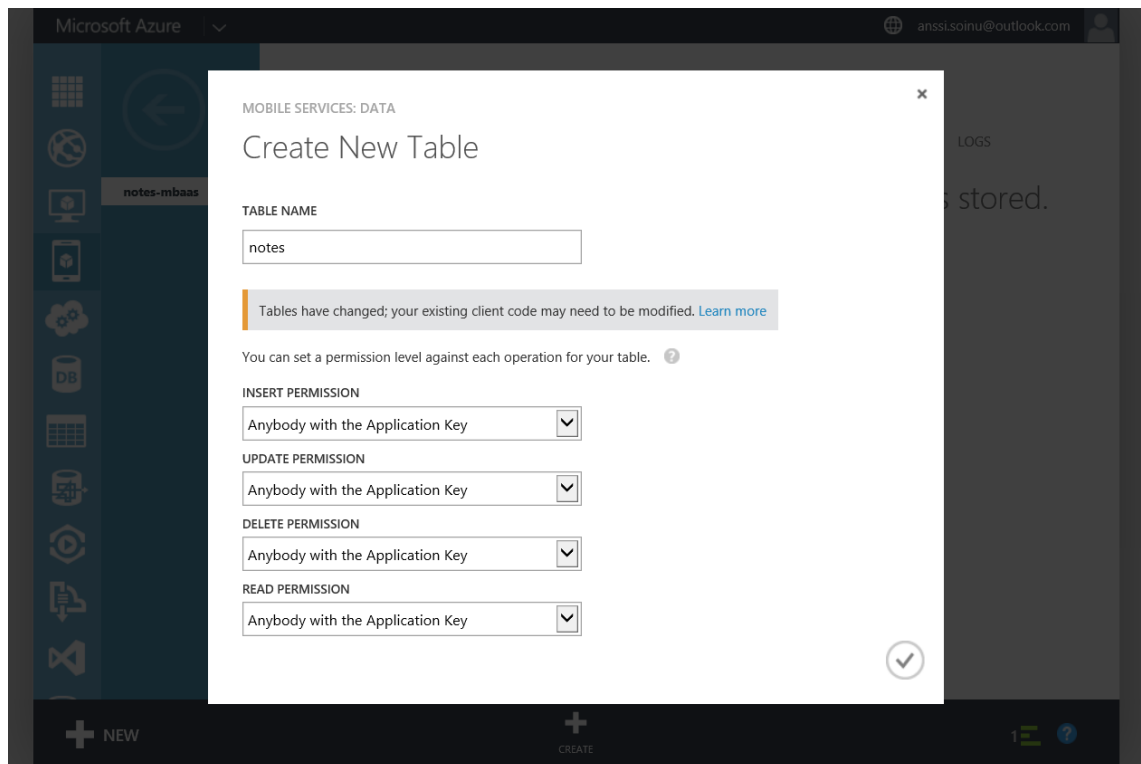 Microsoft Azure
anssi.soinu@outlook.com
MOBILE SERVICES: DATA
Create New Table
LOGS
notes-mbaas
stored.
TABLE NAME
notes
Tables have changed; your existing client code may need to be modified. Learn more
You can set a permission level against each operation for your table. ?
INSERT PERMISSION
Anybody with the Application Key
DB
UPDATE PERMISSION
Anybody with the Application Key
DELETE PERMISSION
Anybody with the Application Key
READ PERMISSION
Anybody with the Application Key
NEW
CREATE
1
?